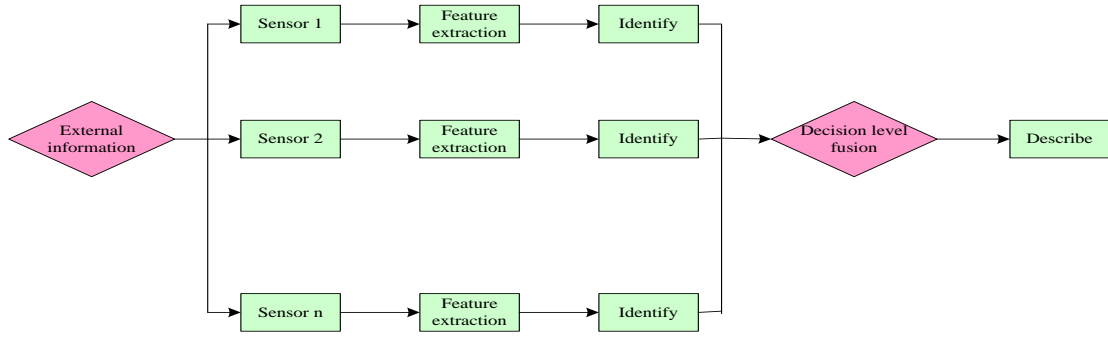 Sensor 1
Feature
extraction
Identify
External
information
Sensor 2
Feature
extraction
Identify
Decision level
fusion
Describe
Sensor n
Feature
extraction
Identify